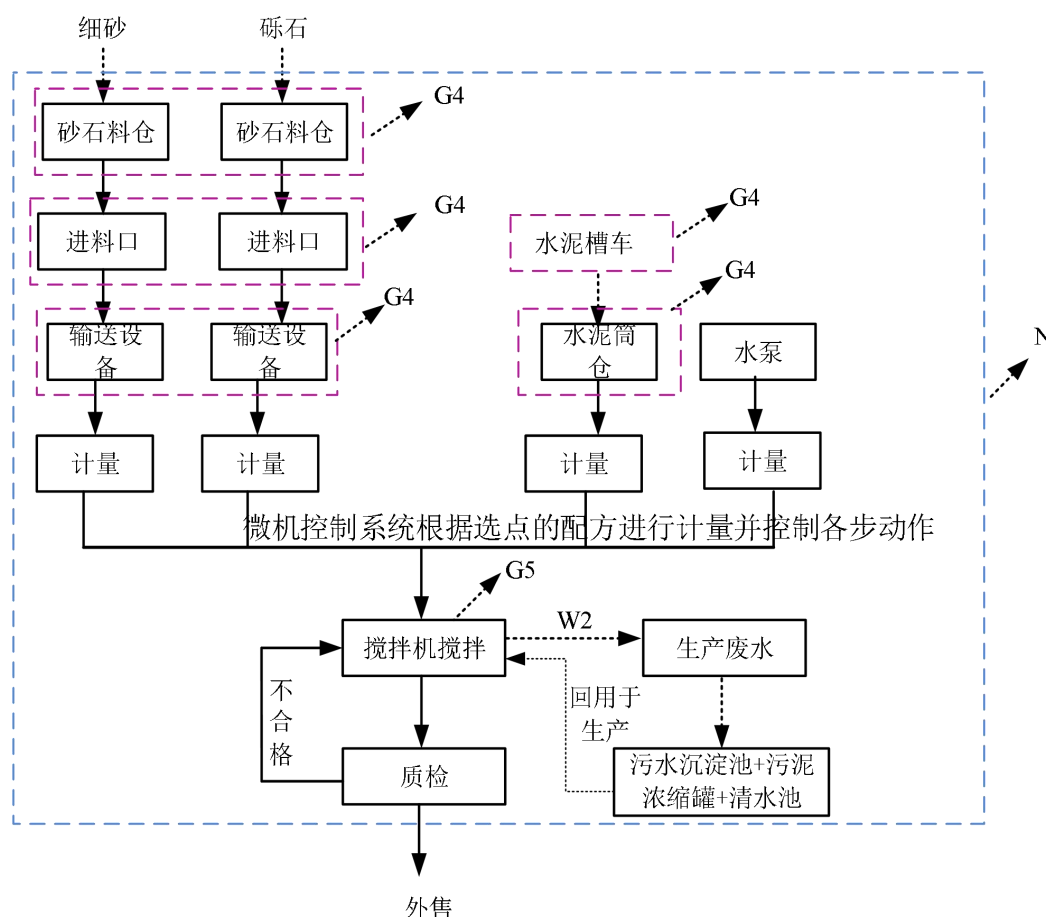 细砂
砾石
G4
砂石料仓
砂石料仓
G4
进料口
进料口
G4
水泥槽车
G4
G4
输送设
备
输送设
备
水泥筒
仓
水泵
N
计量
计量
计量
计量
微机控制系统根据选点的配方进行计量并控制各步动作
G5
搅拌机搅拌
W2
生产废水
不
合
格
回用于
生产
质检
污水沉淀池+污泥
浓缩罐+清水池
外售